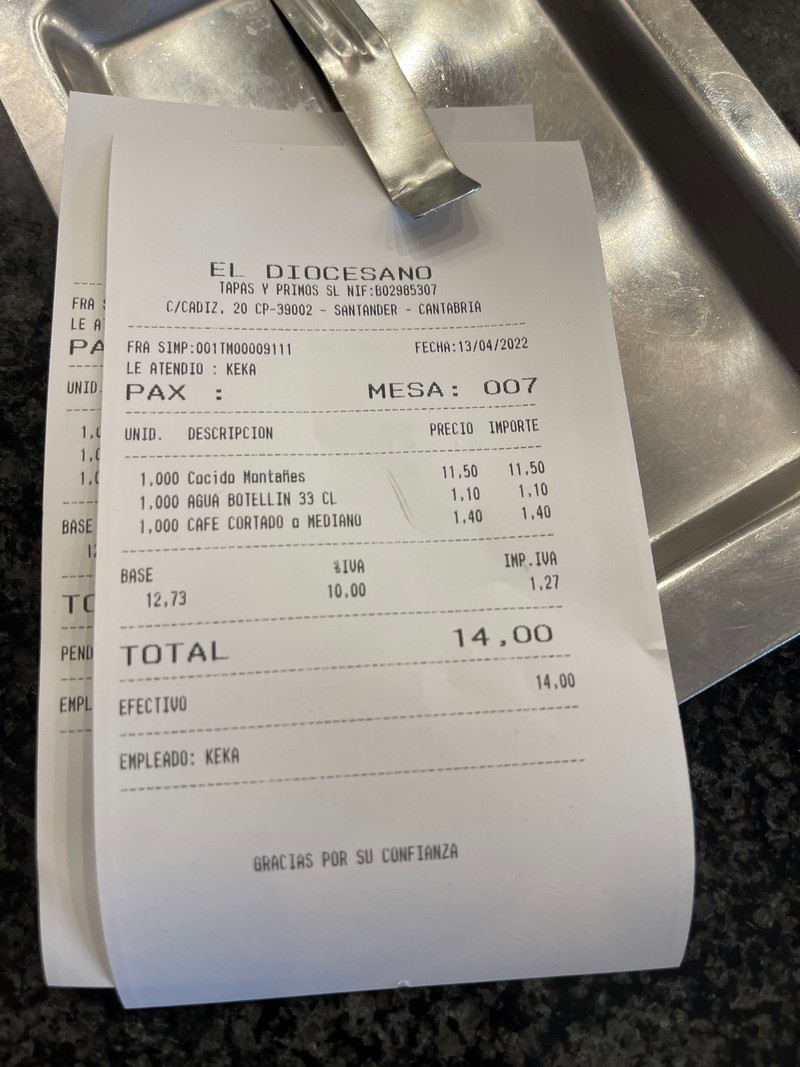 EL DIOCESANO
TAPAS Y PRIMOS SL NIF:B02985307
C/CADIZ, 20 CP-39002 - SANTANDER - CANTABRIA
FRA SIMP:001TM00009111 FECHA:13/04/2022
LE ATENDIO : KEKA
PAX : MESA: 007
UNID. DESCRIPCION PRECIO IMPORTE
1,000 Cocido Montañes 11,50 11,50
1,000 AGUA BOTELLIN 33 CL 1,10 1,10
1,000 CAFE CORTADO o MEDIANO 1,40 1,40
BASE %IVA IMP.IVA
12,73 10,00 1,27
TOTAL 14,00
EFECTIVO 14,00
EMPLEADO: KEKA
GRACIAS POR SU CONFIANZA
FRA
LE
UNID.
BASE